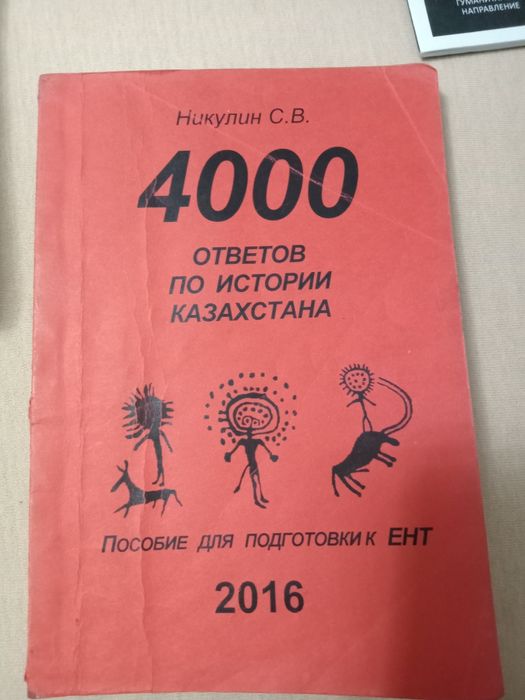 НАПРАВЛЕНИЕ
Никулин С.В.
4000
ОТВЕТОВ
ПО ИСТОРИИ
КАЗАХСТАНА
ПОСОБИЕ ДЛЯ ПОДГОТОВКИ К ЕНТ
2016